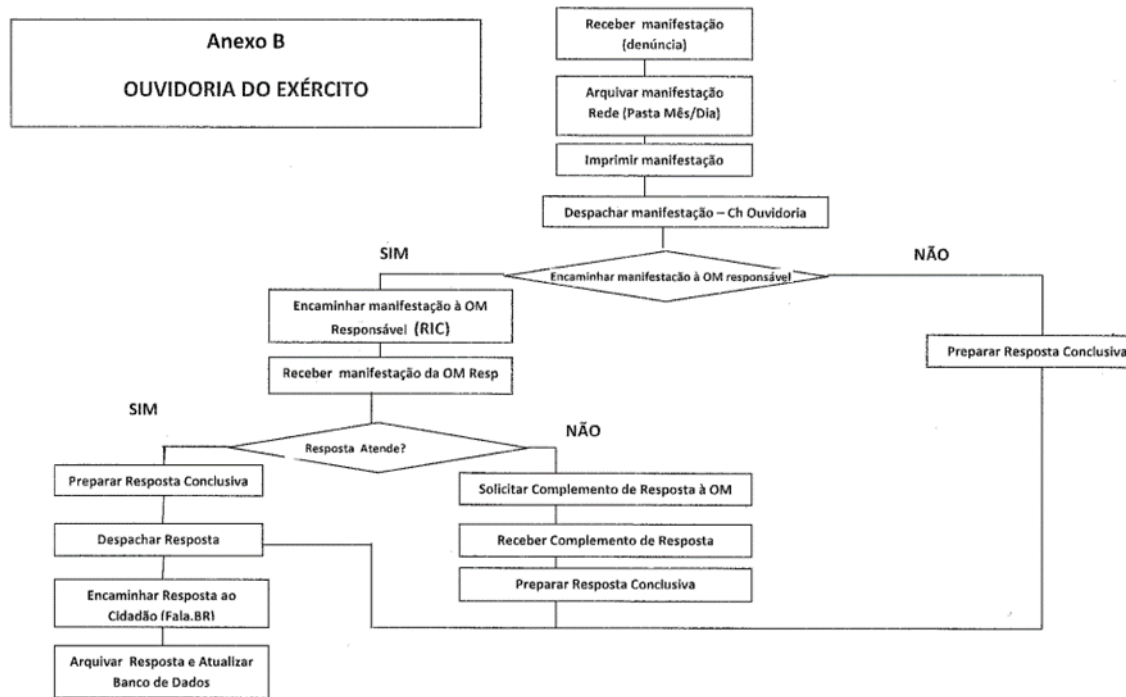 Anexo B
OUVIDORIA DO EXÉRCITO
Receber manifestação
(denúncia)
Arquivar manifestação
Rede (Pasta Mês/Dia)
Imprimir manifestação
Despachar manifestação – Ch Ouvidoria
SIM
NÃO
Encaminhar manifestação à OM responsável
Encaminhar manifestação à OM
Responsável (RIC)
Preparar Resposta Conclusiva
Receber manifestação da OM Resp
SIM
NÃO
Resposta Atende?
Preparar Resposta Conclusiva
Solicitar Complemento de Resposta à OM
Despachar Resposta
Receber Complemento de Resposta
Preparar Resposta Conclusiva
Encaminhar Resposta ao
Cidadão (Fala.BR)
Arquivar Resposta e Atualizar
Banco de Dados